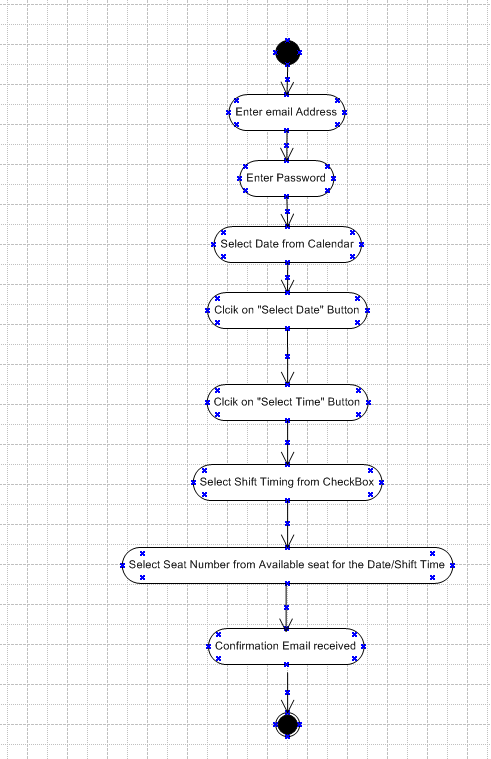 Enter email Address
Enter Password
Select Date from Calendar
Clcik on "Select Date" Button
Clcik on "Select Time" Button
Select Shift Timing from CheckBox
Select Seat Number from Available seat for the Date/Shift Time
Confirmation Email received